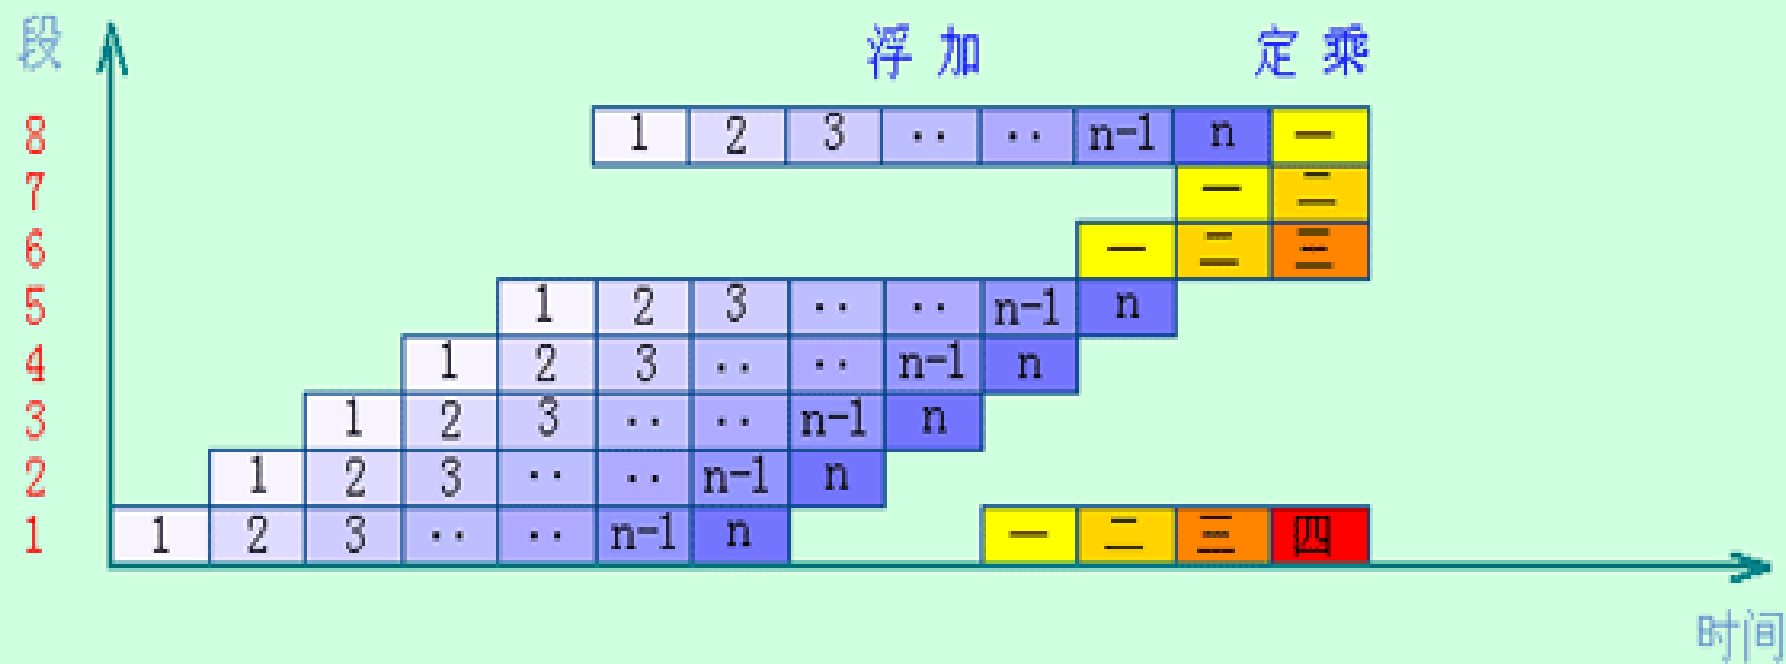 段 浮加 定乘
8 1 2 3 ‥ ‥ n-1 n 一
7 一 二
6 一 二 三
5 1 2 3 ‥ ‥ n-1 n
4 1 2 3 ‥ ‥ n-1 n
3 1 2 3 ‥ ‥ n-1 n
2 1 2 3 ‥ ‥ n-1 n
1 1 2 3 ‥ ‥ n-1 n 一 二 三 四
时间